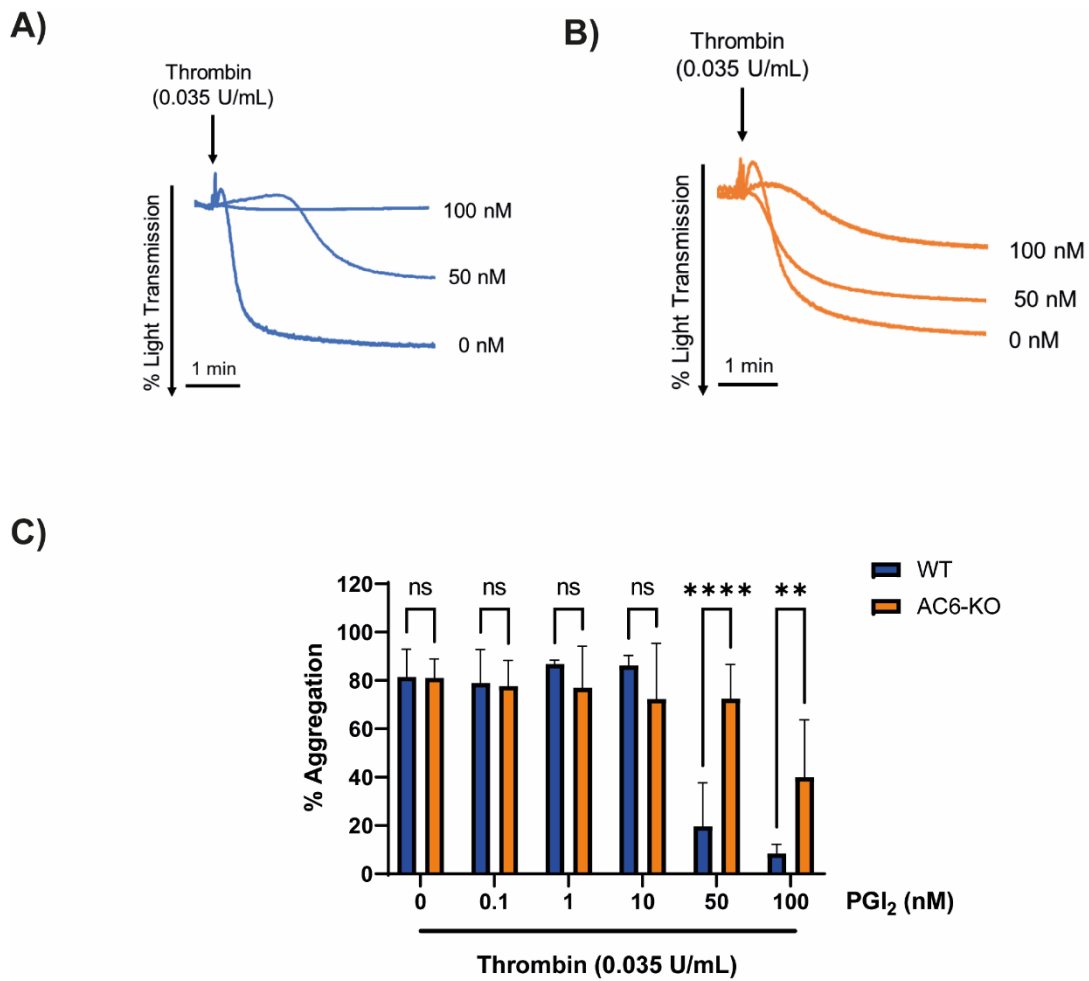 A)
Thrombin
(0.035 U/mL)
% Light Transmission
100 nM
50 nM
0 nM
1 min
B)
Thrombin
(0.035 U/mL)
% Light Transmission
100 nM
50 nM
0 nM
1 min
C)
WT
AC6-KO
ns ns ns ns **** **
% Aggregation
120
100
80
60
40
20
0
0 0.1 1 10 50 100 PGI₂ (nM)
Thrombin (0.035 U/mL)